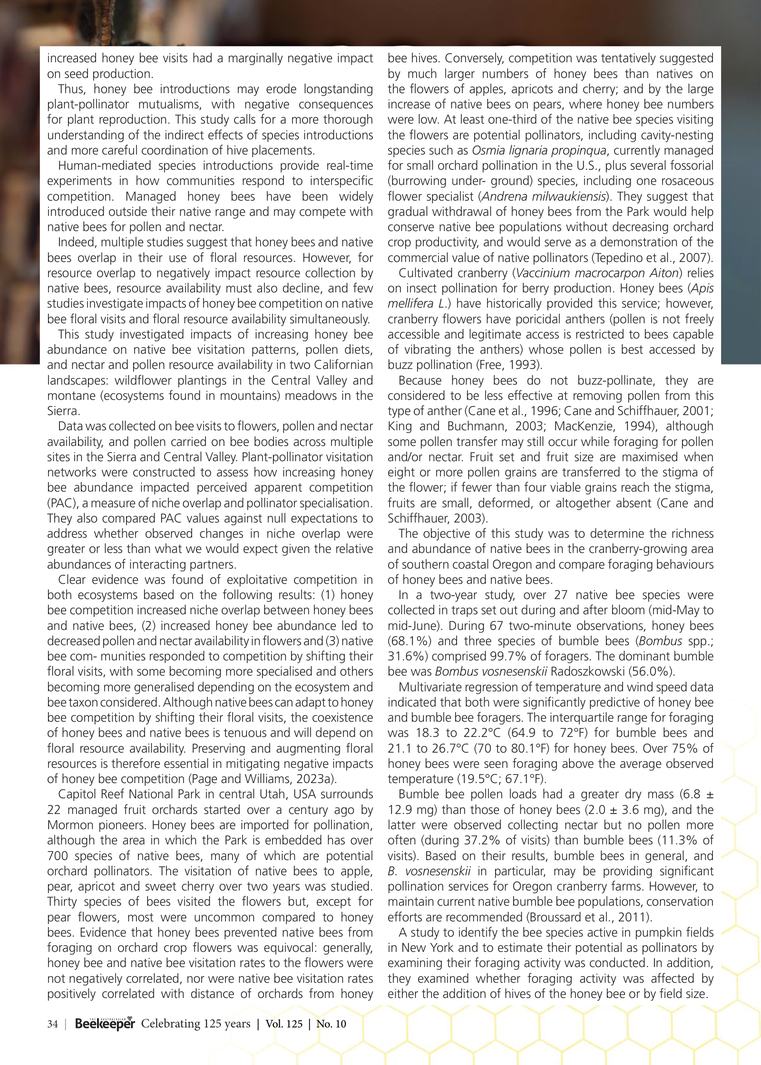 increased honey bee visits had a marginally negative impact
on seed production.
Thus, honey bee introductions may erode longstanding
plant-pollinator mutualisms, with negative consequences
for plant reproduction. This study calls for a more thorough
understanding of the indirect effects of species introductions
and more careful coordination of hive placements.
Human-mediated species introductions provide real-time
experiments in how communities respond to interspecific
competition. Managed honey bees have been widely
introduced outside their native range and may compete with
native bees for pollen and nectar.
Indeed, multiple studies suggest that honey bees and native
bees overlap in their use of floral resources. However, for
resource overlap to negatively impact resource collection by
native bees, resource availability must also decline, and few
studies investigate impacts of honey bee competition on native
bee floral visits and floral resource availability simultaneously.
This study investigated impacts of increasing honey bee
abundance on native bee visitation patterns, pollen diets,
and nectar and pollen resource availability in two Californian
landscapes: wildflower plantings in the Central Valley and
montane (ecosystems found in mountains) meadows in the
Sierra.
Data was collected on bee visits to flowers, pollen and nectar
availability, and pollen carried on bee bodies across multiple
sites in the Sierra and Central Valley. Plant-pollinator visitation
networks were constructed to assess how increasing honey
bee abundance impacted perceived apparent competition
(PAC), a measure of niche overlap and pollinator specialisation.
They also compared PAC values against null expectations to
address whether observed changes in niche overlap were
greater or less than what we would expect given the relative
abundances of interacting partners.
Clear evidence was found of exploitative competition in
both ecosystems based on the following results: (1) honey
bee competition increased niche overlap between honey bees
and native bees, (2) increased honey bee abundance led to
decreased pollen and nectar availability in flowers and (3) native
bee com- munities responded to competition by shifting their
floral visits, with some becoming more specialised and others
becoming more generalised depending on the ecosystem and
bee taxon considered. Although native bees can adapt to honey
bee competition by shifting their floral visits, the coexistence
of honey bees and native bees is tenuous and will depend on
floral resource availability. Preserving and augmenting floral
resources is therefore essential in mitigating negative impacts
of honey bee competition (Page and Williams, 2023a).
Capitol Reef National Park in central Utah, USA surrounds
22 managed fruit orchards started over a century ago by
Mormon pioneers. Honey bees are imported for pollination,
although the area in which the Park is embedded has over
700 species of native bees, many of which are potential
orchard pollinators. The visitation of native bees to apple,
pear, apricot and sweet cherry over two years was studied.
Thirty species of bees visited the flowers but, except for
pear flowers, most were uncommon compared to honey
bees. Evidence that honey bees prevented native bees from
foraging on orchard crop flowers was equivocal: generally,
honey bee and native bee visitation rates to the flowers were
not negatively correlated, nor were native bee visitation rates
positively correlated with distance of orchards from honey
bee hives. Conversely, competition was tentatively suggested
by much larger numbers of honey bees than natives on
the flowers of apples, apricots and cherry; and by the large
increase of native bees on pears, where honey bee numbers
were low. At least one-third of the native bee species visiting
the flowers are potential pollinators, including cavity-nesting
species such as Osmia lignaria propinqua, currently managed
for small orchard pollination in the U.S., plus several fossorial
(burrowing under- ground) species, including one rosaceous
flower specialist (Andrena milwaukiensis). They suggest that
gradual withdrawal of honey bees from the Park would help
conserve native bee populations without decreasing orchard
crop productivity, and would serve as a demonstration of the
commercial value of native pollinators (Tepedino et al., 2007).
Cultivated cranberry (Vaccinium macrocarpon Aiton) relies
on insect pollination for berry production. Honey bees (Apis
mellifera L.) have historically provided this service; however,
cranberry flowers have poricidal anthers (pollen is not freely
accessible and legitimate access is restricted to bees capable
of vibrating the anthers) whose pollen is best accessed by
buzz pollination (Free, 1993).
Because honey bees do not buzz-pollinate, they are
considered to be less effective at removing pollen from this
type of anther (Cane et al., 1996; Cane and Schiffhauer, 2001;
King and Buchmann, 2003; MacKenzie, 1994), although
some pollen transfer may still occur while foraging for pollen
and/or nectar. Fruit set and fruit size are maximised when
eight or more pollen grains are transferred to the stigma of
the flower; if fewer than four viable grains reach the stigma,
fruits are small, deformed, or altogether absent (Cane and
Schiffhauer, 2003).
The objective of this study was to determine the richness
and abundance of native bees in the cranberry-growing area
of southern coastal Oregon and compare foraging behaviours
of honey bees and native bees.
In a two-year study, over 27 native bee species were
collected in traps set out during and after bloom (mid-May to
mid-June). During 67 two-minute observations, honey bees
(68.1%) and three species of bumble bees (Bombus spp.;
31.6%) comprised 99.7% of foragers. The dominant bumble
bee was Bombus vosnesenskii Radoszkowski (56.0%).
Multivariate regression of temperature and wind speed data
indicated that both were significantly predictive of honey bee
and bumble bee foragers. The interquartile range for foraging
was 18.3 to 22.2°C (64.9 to 72°F) for bumble bees and
21.1 to 26.7°C (70 to 80.1°F) for honey bees. Over 75% of
honey bees were seen foraging above the average observed
temperature (19.5°C; 67.1°F).
Bumble bee pollen loads had a greater dry mass (6.8 ±
12.9 mg) than those of honey bees (2.0 ± 3.6 mg), and the
latter were observed collecting nectar but no pollen more
often (during 37.2% of visits) than bumble bees (11.3% of
visits). Based on their results, bumble bees in general, and
B. vosnesenskii in particular, may be providing significant
pollination services for Oregon cranberry farms. However, to
maintain current native bumble bee populations, conservation
efforts are recommended (Broussard et al., 2011).
A study to identify the bee species active in pumpkin fields
in New York and to estimate their potential as pollinators by
examining their foraging activity was conducted. In addition,
they examined whether foraging activity was affected by
either the addition of hives of the honey bee or by field size.
34 | Beekeeper Celebrating 125 years | Vol. 125 | No. 10